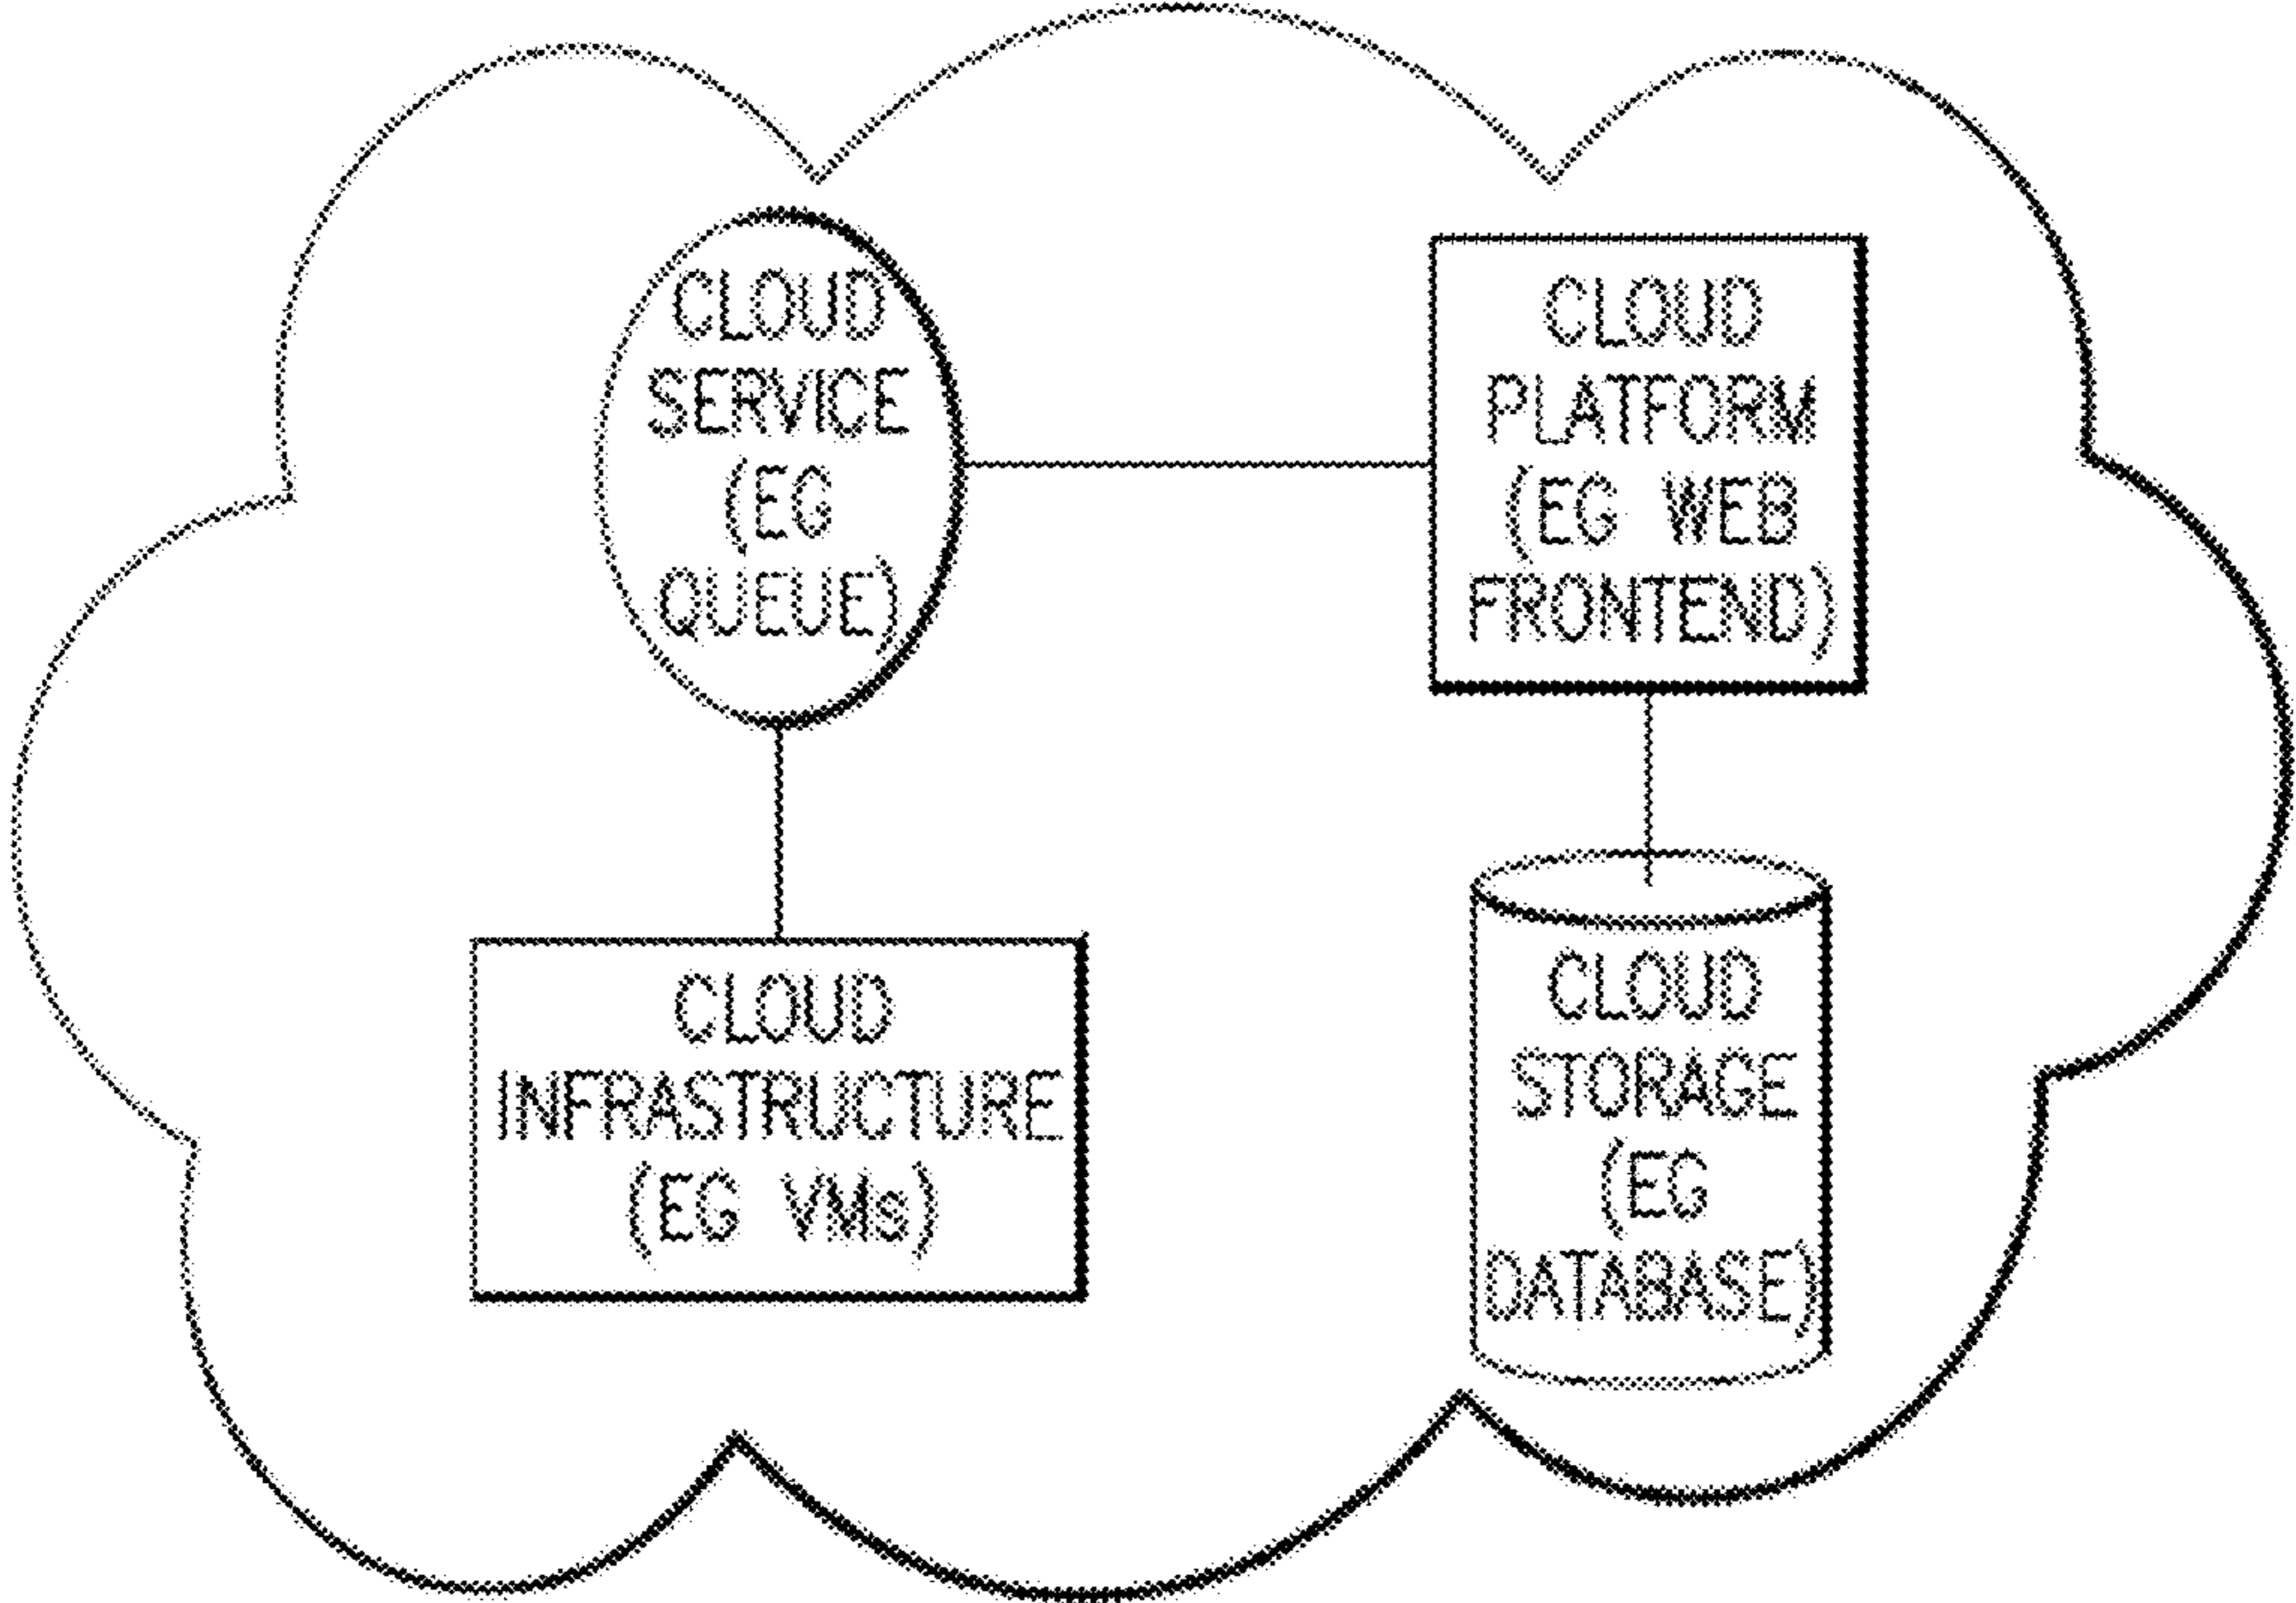 CLOUD
SERVICE
(EG
QUEUE)
CLOUD
PLATFORM
(EG WEB
FRONTEND)
CLOUD
INFRASTRUCTURE
(EG VMs)
CLOUD
STORAGE
(EG
DATABASE)